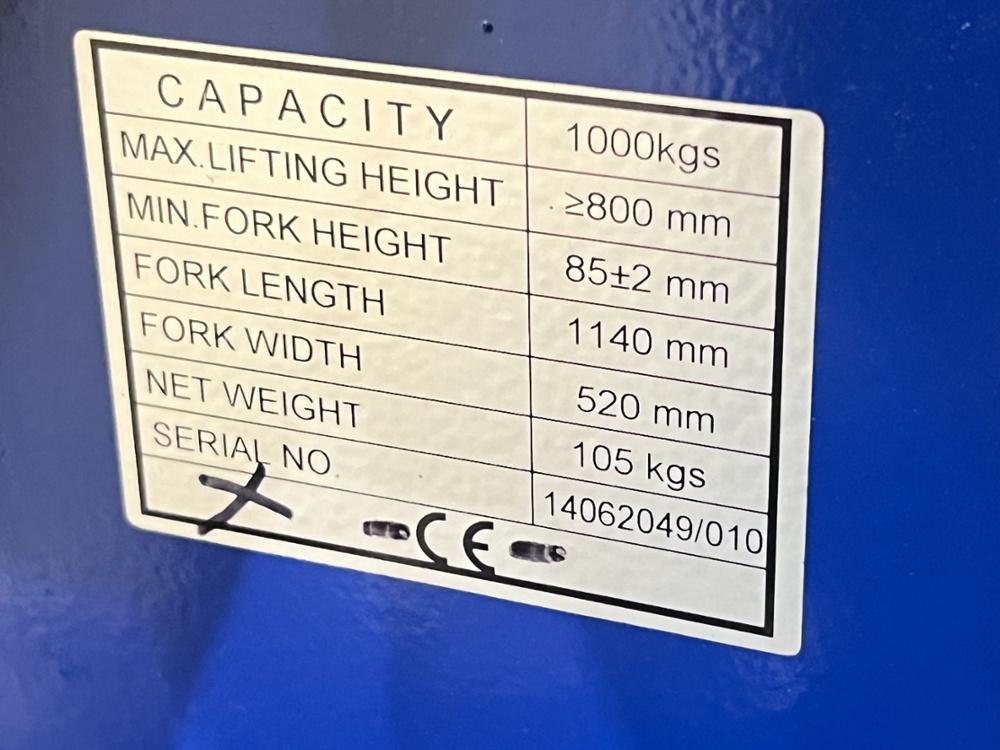 CAPACITY 1000kgs
MAX.LIFTING HEIGHT ≥800 mm
MIN.FORK HEIGHT 85±2 mm
FORK LENGTH 1140 mm
FORK WIDTH 520 mm
NET WEIGHT 105 kgs
SERIAL NO. 14062049/010
CE